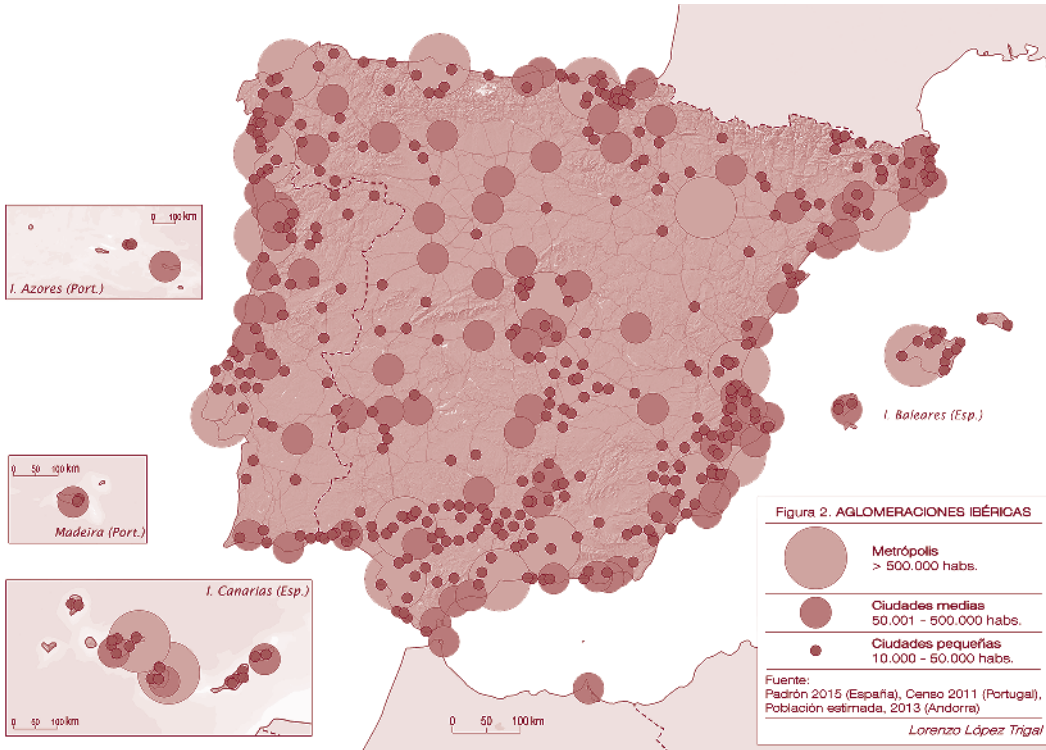 0 100 km
I. Azores (Port.)
I. Baleares (Esp.)
0 50 100 km
Madeira (Port.)
I. Canarias (Esp.)
0 50 100 km
0 50 100 km
Figura 2. AGLOMERACIONES IBÉRICAS
Metrópolis
> 500.000 habs.
Ciudades medias
50.001 - 500.000 habs.
Ciudades pequeñas
10.000 - 50.000 habs.
Fuente:
Padrón 2015 (España), Censo 2011 (Portugal),
Población estimada, 2013 (Andorra)
Lorenzo López Trigal